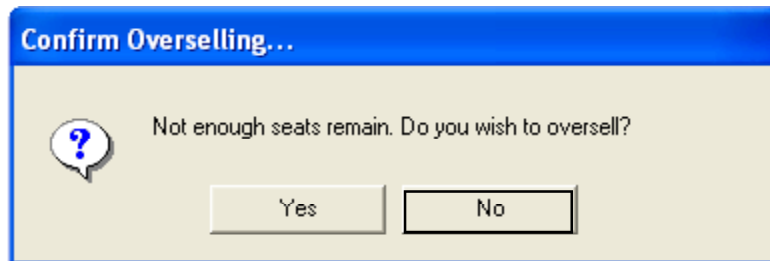 Confirm Overselling...
?
Not enough seats remain. Do you wish to oversell?
Yes No